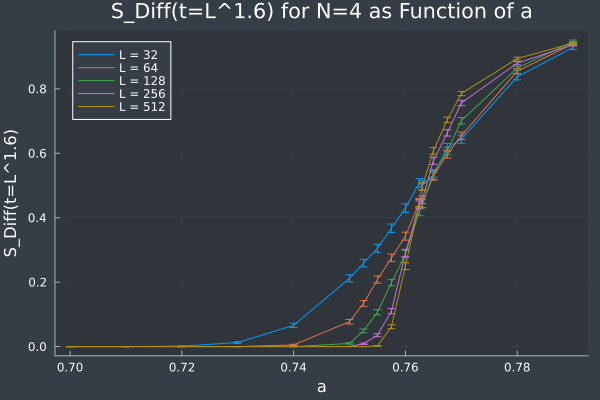 S_Diff(t=L^1.6) for N=4 as Function of a
L = 32
L = 64
L = 128
L = 256
L = 512
S_Diff(t=L^1.6)
0.8
0.6
0.4
0.2
0.0
0.70
0.72
0.74
0.76
0.78
a